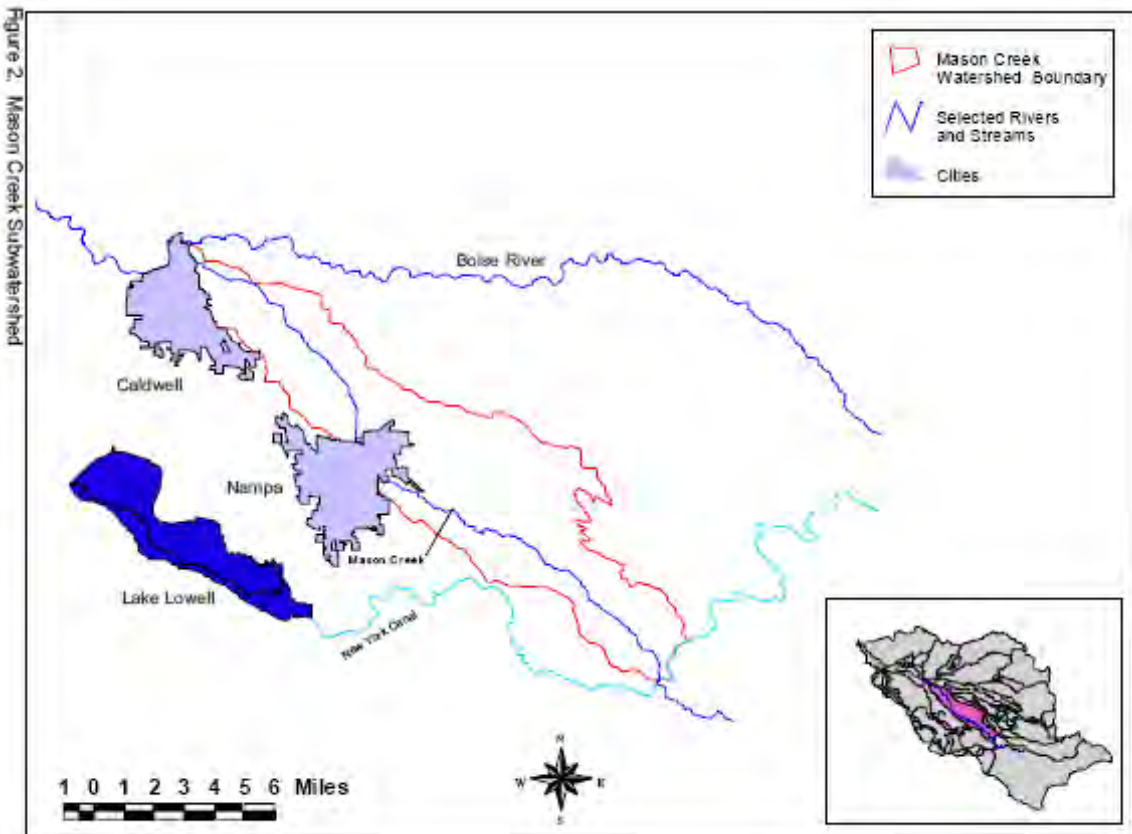 Figure 2. Mason Creek Subwatershed
Mason Creek
Watershed Boundary
Selected Rivers
and Streams
Cities
Boise River
Caldwell
Nampa
Mason Creek
Lake Lowell
New York Canal
N
W
E
S
1 0 1 2 3 4 5 6 Miles